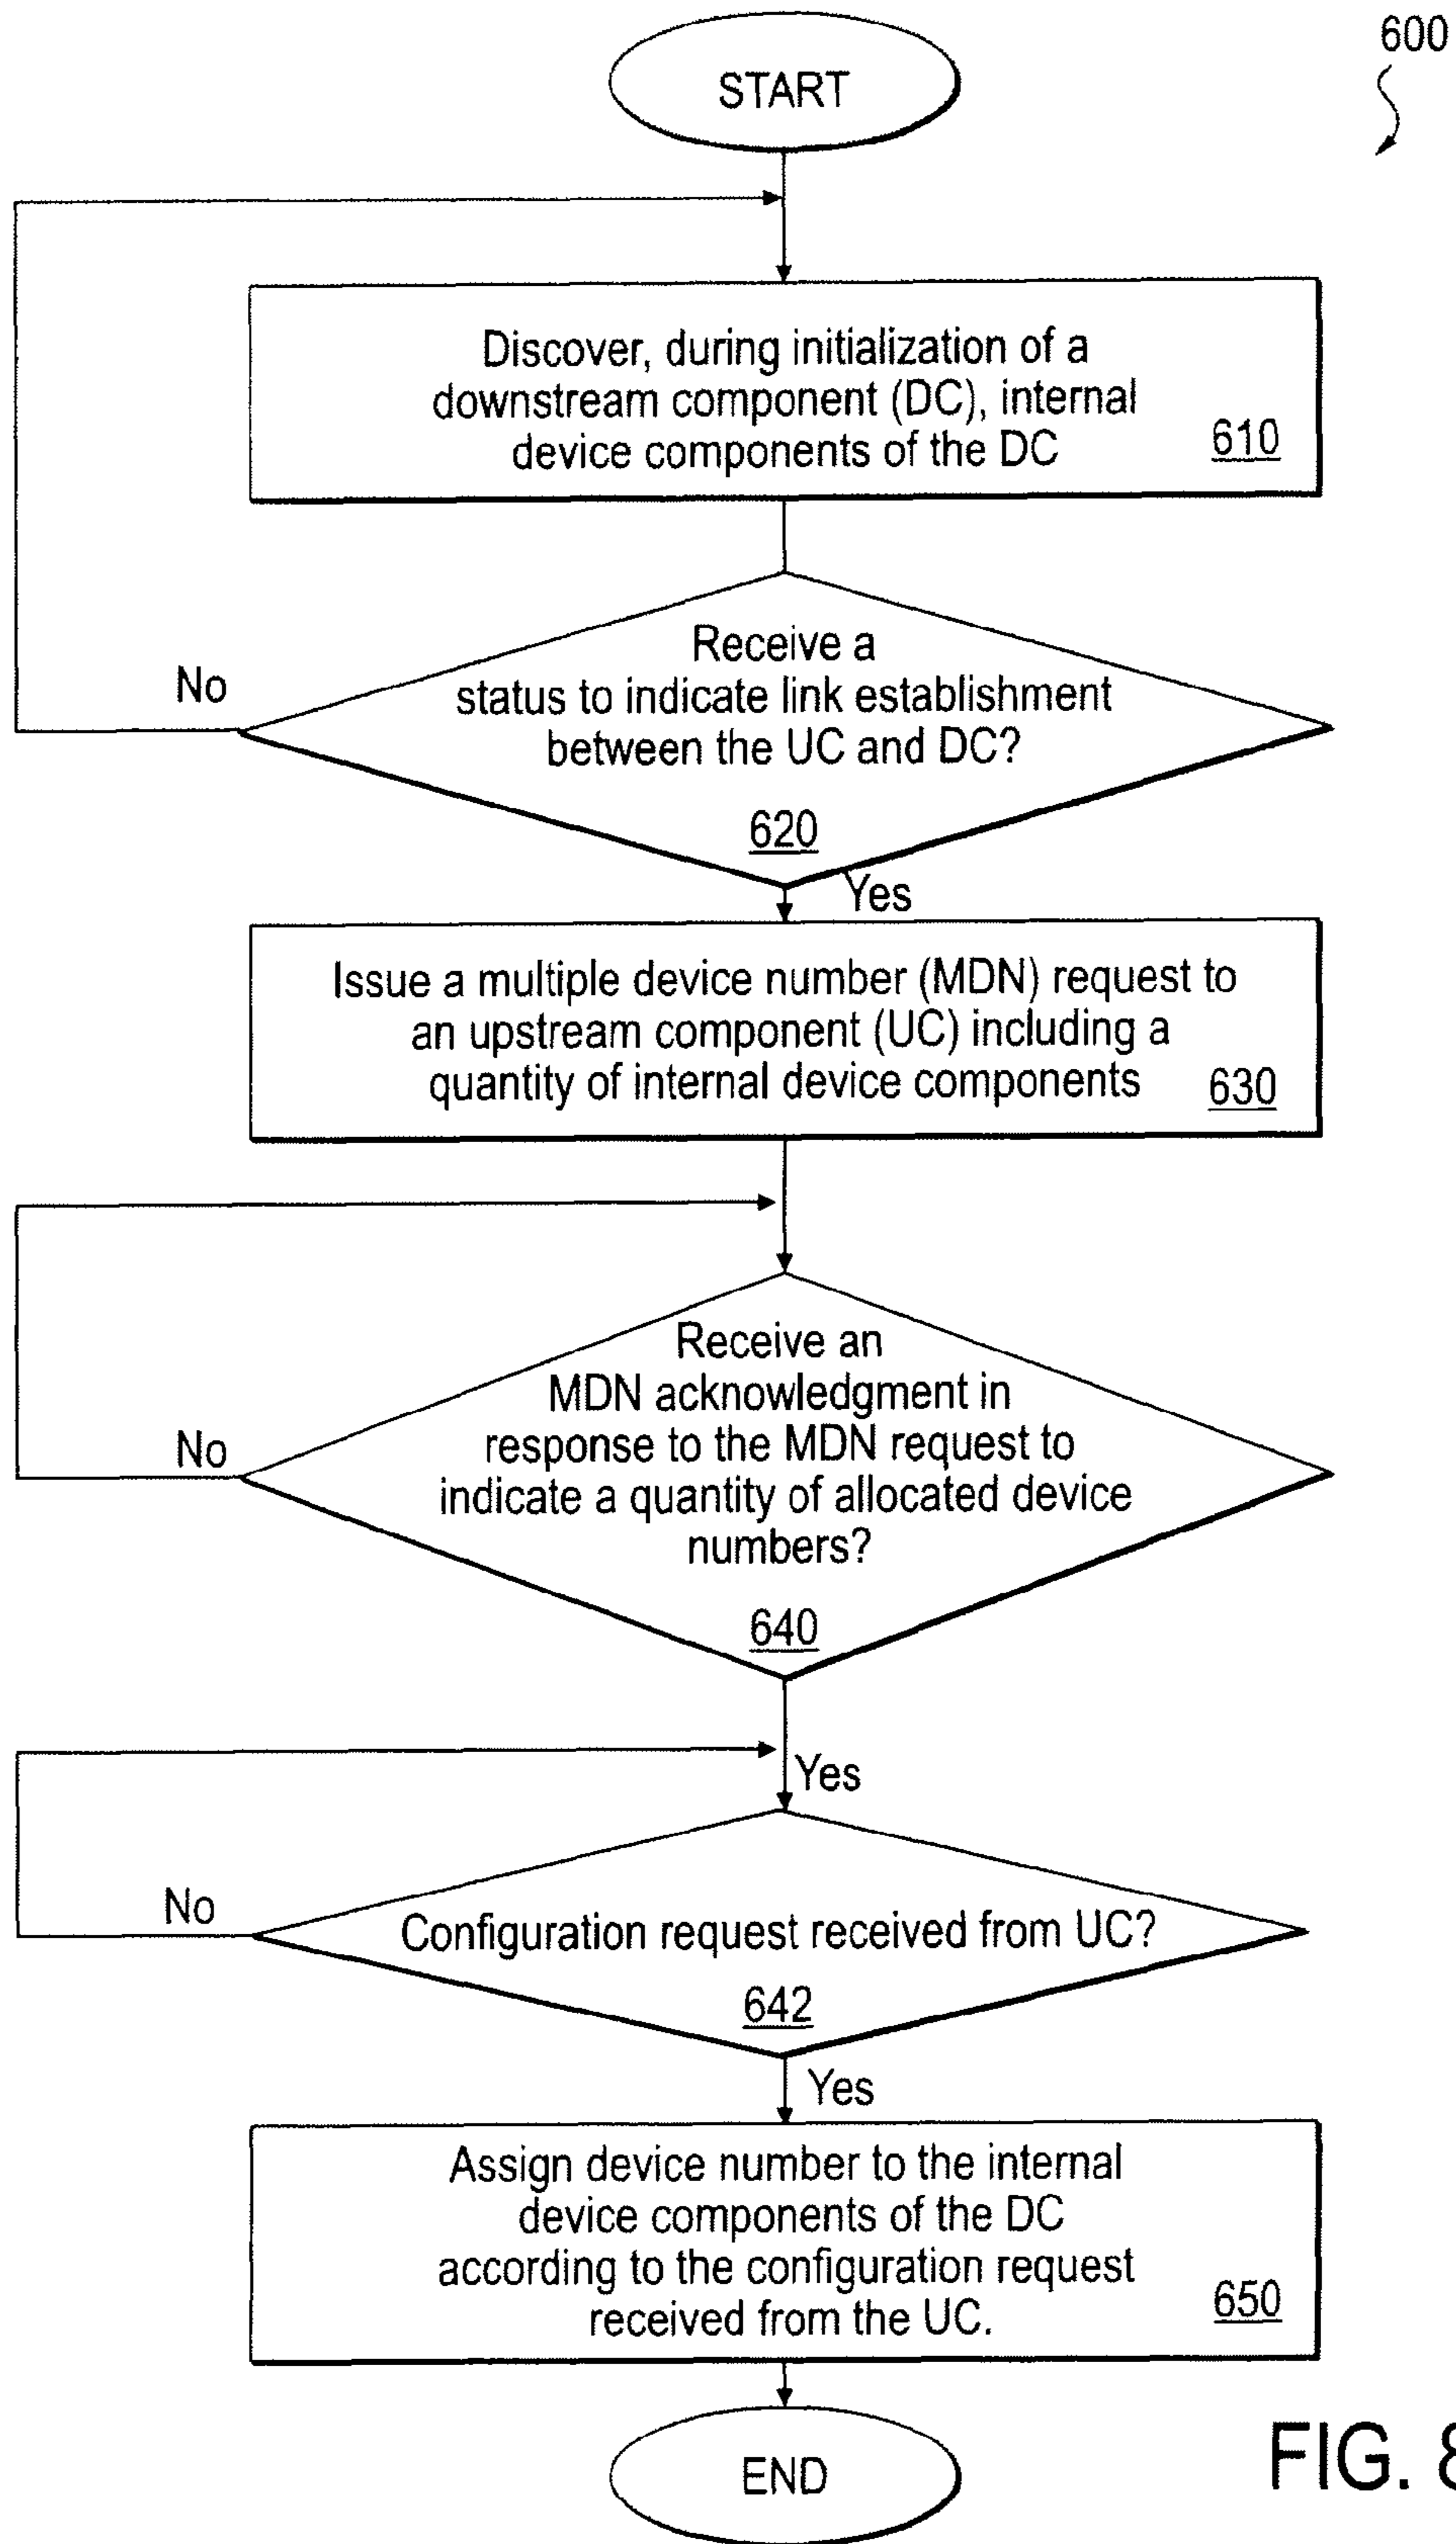 600
START
Discover, during initialization of a
downstream component (DC), internal
device components of the DC
610
Receive a
status to indicate link establishment
between the UC and DC?
620
No
Yes
Issue a multiple device number (MDN) request to
an upstream component (UC) including a
quantity of internal device components
630
Receive an
MDN acknowledgment in
response to the MDN request to
indicate a quantity of allocated device
numbers?
640
No
Yes
Configuration request received from UC?
642
No
Yes
Assign device number to the internal
device components of the DC
according to the configuration request
received from the UC.
650
END
FIG. 8